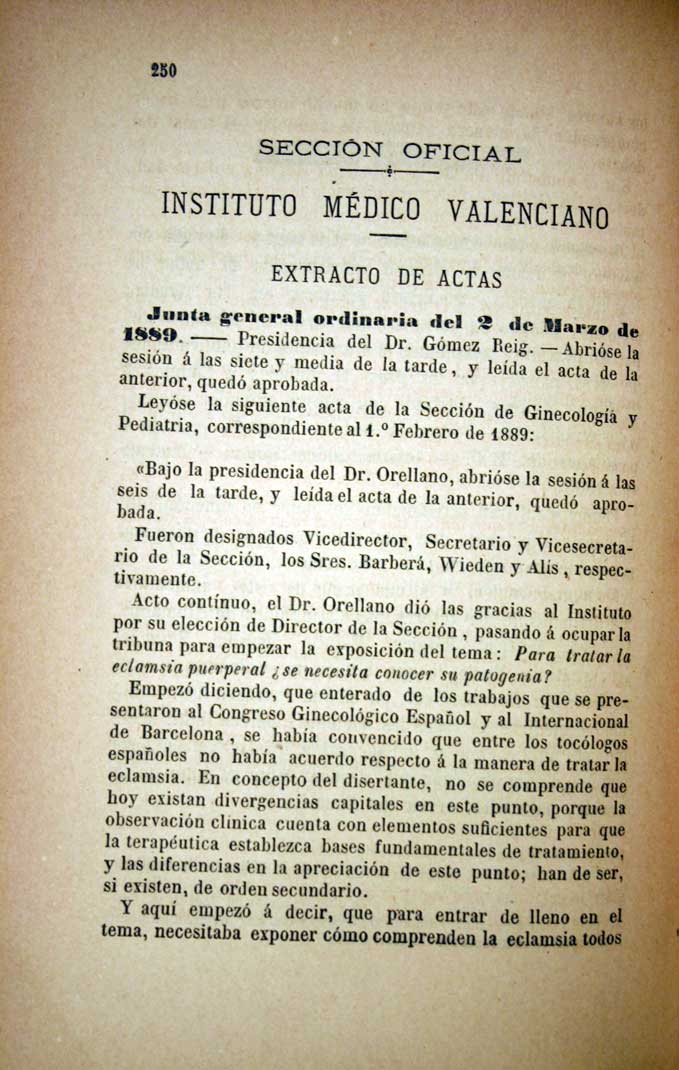 250
SECCIÓN OFICIAL
INSTITUTO MÉDICO VALENCIANO
EXTRACTO DE ACTAS
Junta general ordinaria del 2 de Marzo de
1889. — Presidencia del Dr. Gómez Reig. — Abrióse la
sesión á las siete y media de la tarde, y leída el acta de la
anterior, quedó aprobada.
Leyóse la siguiente acta de la Sección de Ginecología y
Pediatria, correspondiente al 1.º Febrero de 1889:
«Bajo la presidencia del Dr. Orellano, abrióse la sesión á las
seis de la tarde, y leída el acta de la anterior, quedó apro-
bada.
Fueron designados Vicedirector, Secretario y Vicesecreta-
rio de la Sección, los Sres. Barberá, Wieden y Alís, respec-
tivamente.
Acto contínuo, el Dr. Orellano dió las gracias al Instituto
por su elección de Director de la Sección, pasando á ocupar la
tribuna para empezar la exposición del tema: Para tratar la
eclamsia puerperal ¿se necesita conocer su patogenia?
Empezó diciendo, que enterado de los trabajos que se pre-
sentaron al Congreso Ginecológico Español y al Internacional
de Barcelona, se había convencido que entre los tocólogos
españoles no había acuerdo respecto á la manera de tratar la
eclamsia. En concepto del disertante, no se comprende que
hoy existan divergencias capitales en este punto, porque la
observación clínica cuenta con elementos suficientes para que
la terapéutica establezca bases fundamentales de tratamiento,
y las diferencias en la apreciación de este punto; han de ser,
si existen, de orden secundario.
Y aquí empezó á decir, que para entrar de lleno en el
tema, necesitaba exponer cómo comprenden la eclamsia todos